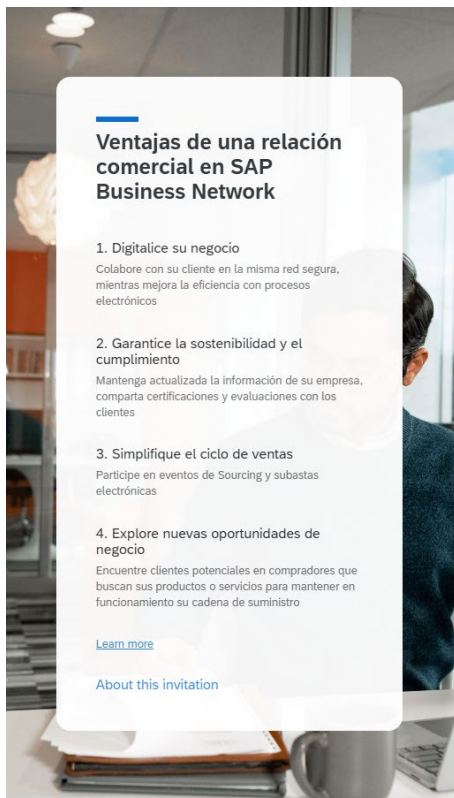 Ventajas de una relación
comercial en SAP
Business Network
1. Digitalice su negocio
Colabore con su cliente en la misma red segura,
mientras mejora la eficiencia con procesos
electrónicos
2. Garantice la sostenibilidad y el
cumplimiento
Mantenga actualizada la información de su empresa,
comparta certificaciones y evaluaciones con los
clientes
3. Simplifique el ciclo de ventas
Participe en eventos de Sourcing y subastas
electrónicas
4. Explore nuevas oportunidades de
negocio
Encuentre clientes potenciales en compradores que
buscan sus productos o servicios para mantener en
funcionamiento su cadena de suministro
Learn more
About this invitation